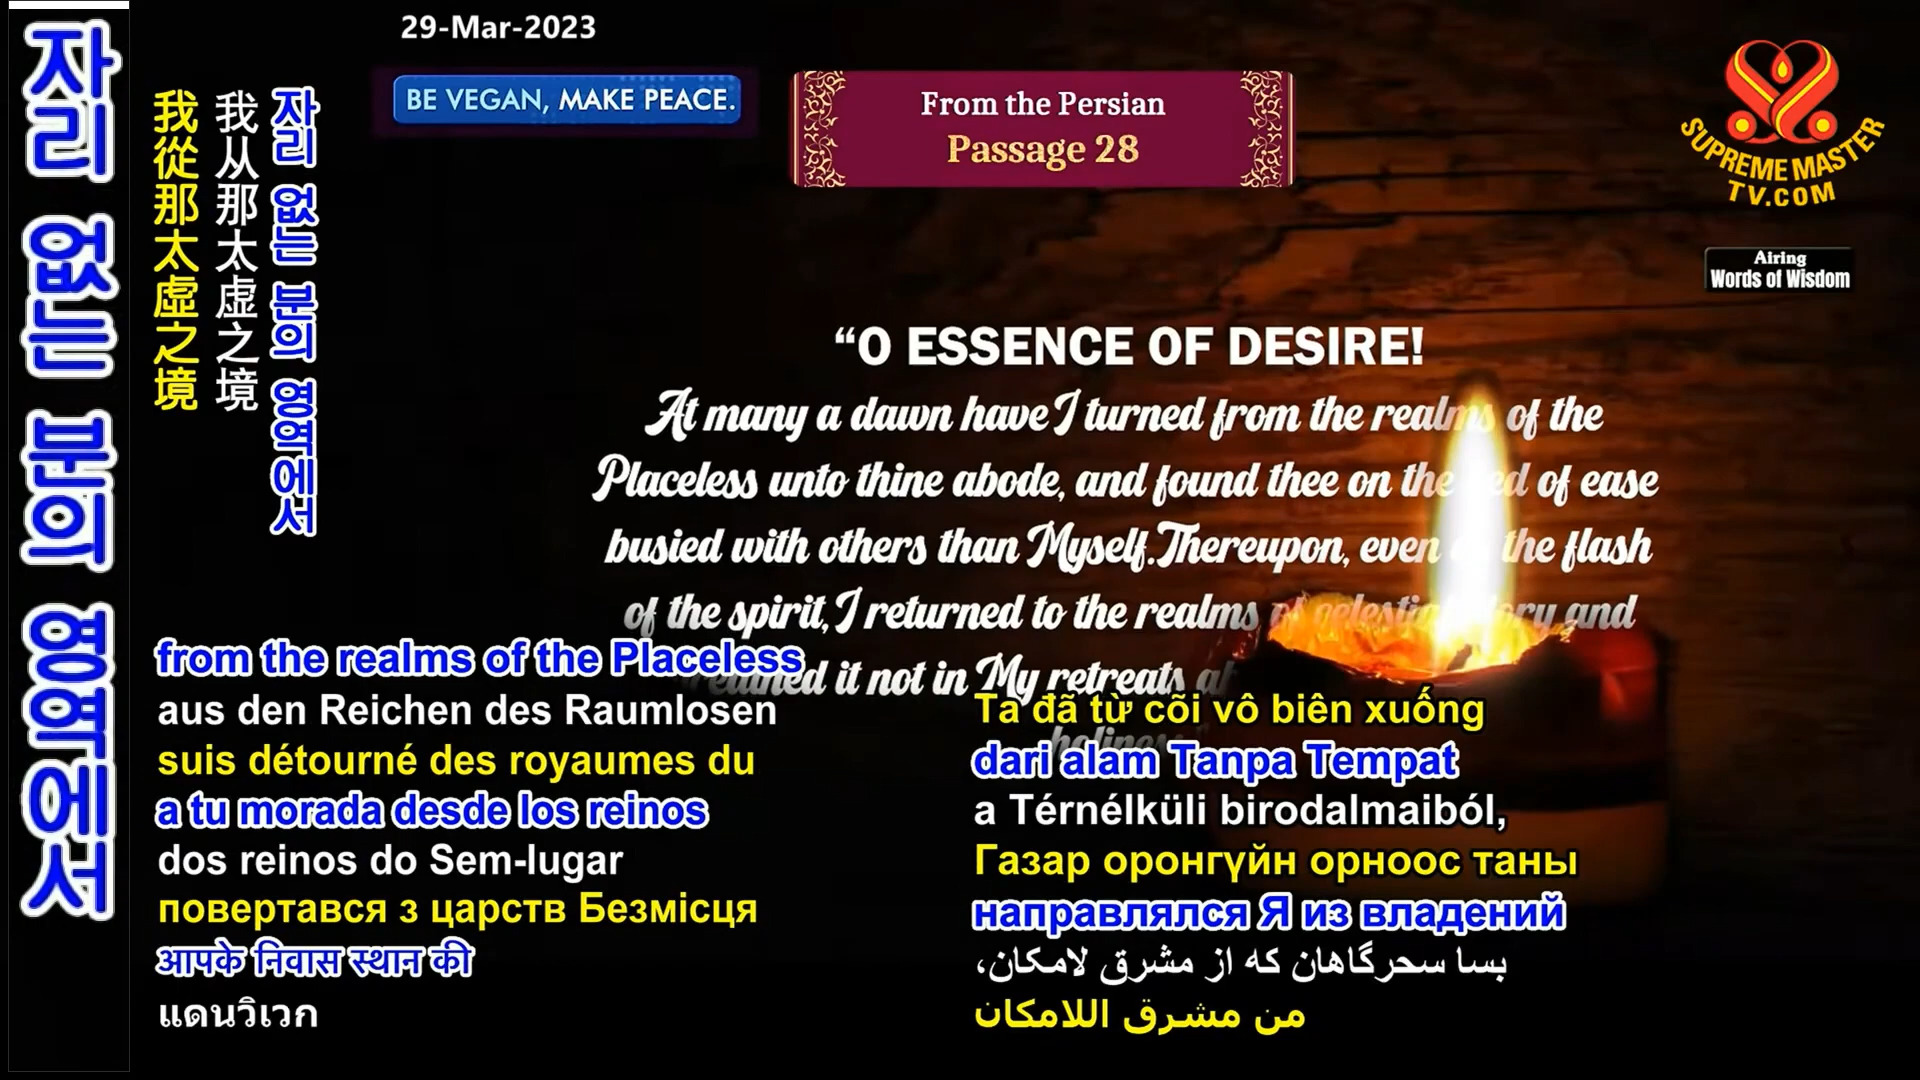 29-Mar-2023
BE VEGAN, MAKE PEACE.
From the Persian
Passage 28
SUPREME MASTER
TV.COM
Airing
Words of Wisdom
자리 없는 분의 영역에서
我從那太虛之境
我从那太虚之境
자리 없는 분의 영역에서
“O ESSENCE OF DESIRE!
At many a dawn have I turned from the realms of the
Placeless unto thine abode, and found thee on the of ease
busied with others than Myself. Thereupon, even the flash
of the spirit, I returned to the realms and
it not in My retreats
from the realms of the Placeless
aus den Reichen des Raumlosen
suis détourné des royaumes du
a tu morada desde los reinos
dos reinos do Sem-lugar
повертався з царств Безмісця
आपके निवास स्थान की
แดนวิเวก
Ta đã từ cõi vô biên xuống
dari alam Tanpa Tempat
a Térnélküli birodalmaiból,
Газар оронгүйн орноос таны
направлялся Я из владений
بسا سحرگاهان که از مشرق لامکان،
من مشرق اللامكان